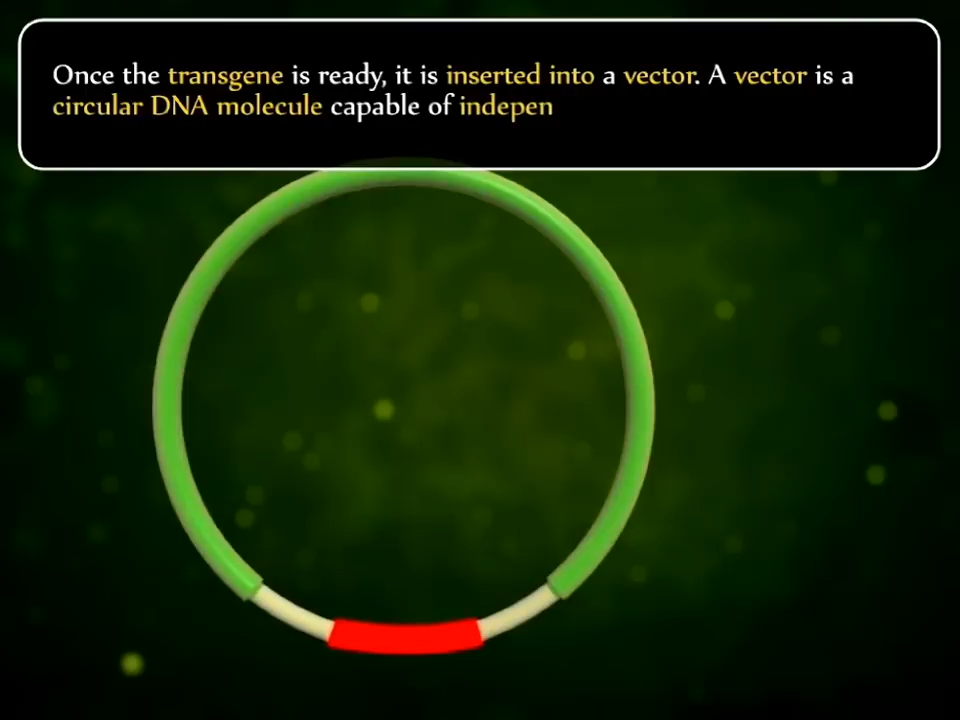 Once the transgene is ready, it is inserted into a vector. A vector is a
circular DNA molecule capable of indepen